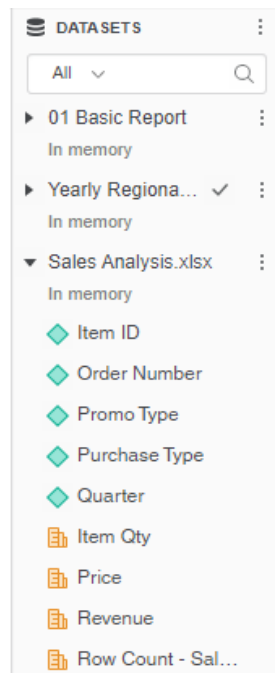 DATASETS
All
01 Basic Report
In memory
Yearly Regiona...
In memory
Sales Analysis.xlsx
In memory
Item ID
Order Number
Promo Type
Purchase Type
Quarter
Item Qty
Price
Revenue
Row Count - Sal...